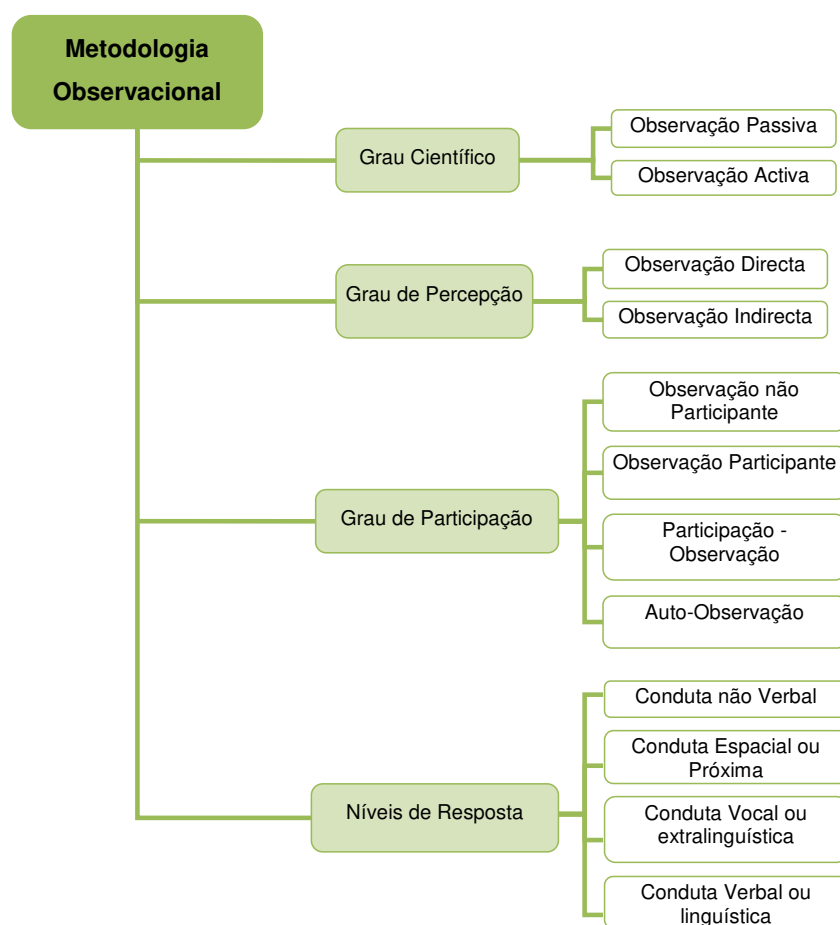 Metodologia
Observacional
Grau Científico
Observação Passiva
Observação Activa
Grau de Percepção
Observação Directa
Observação Indirecta
Grau de Participação
Observação não
Participante
Observação Participante
Participação -
Observação
Auto-Observação
Níveis de Resposta
Conduta não Verbal
Conduta Espacial ou
Próxima
Conduta Vocal ou
extralinguística
Conduta Verbal ou
linguística